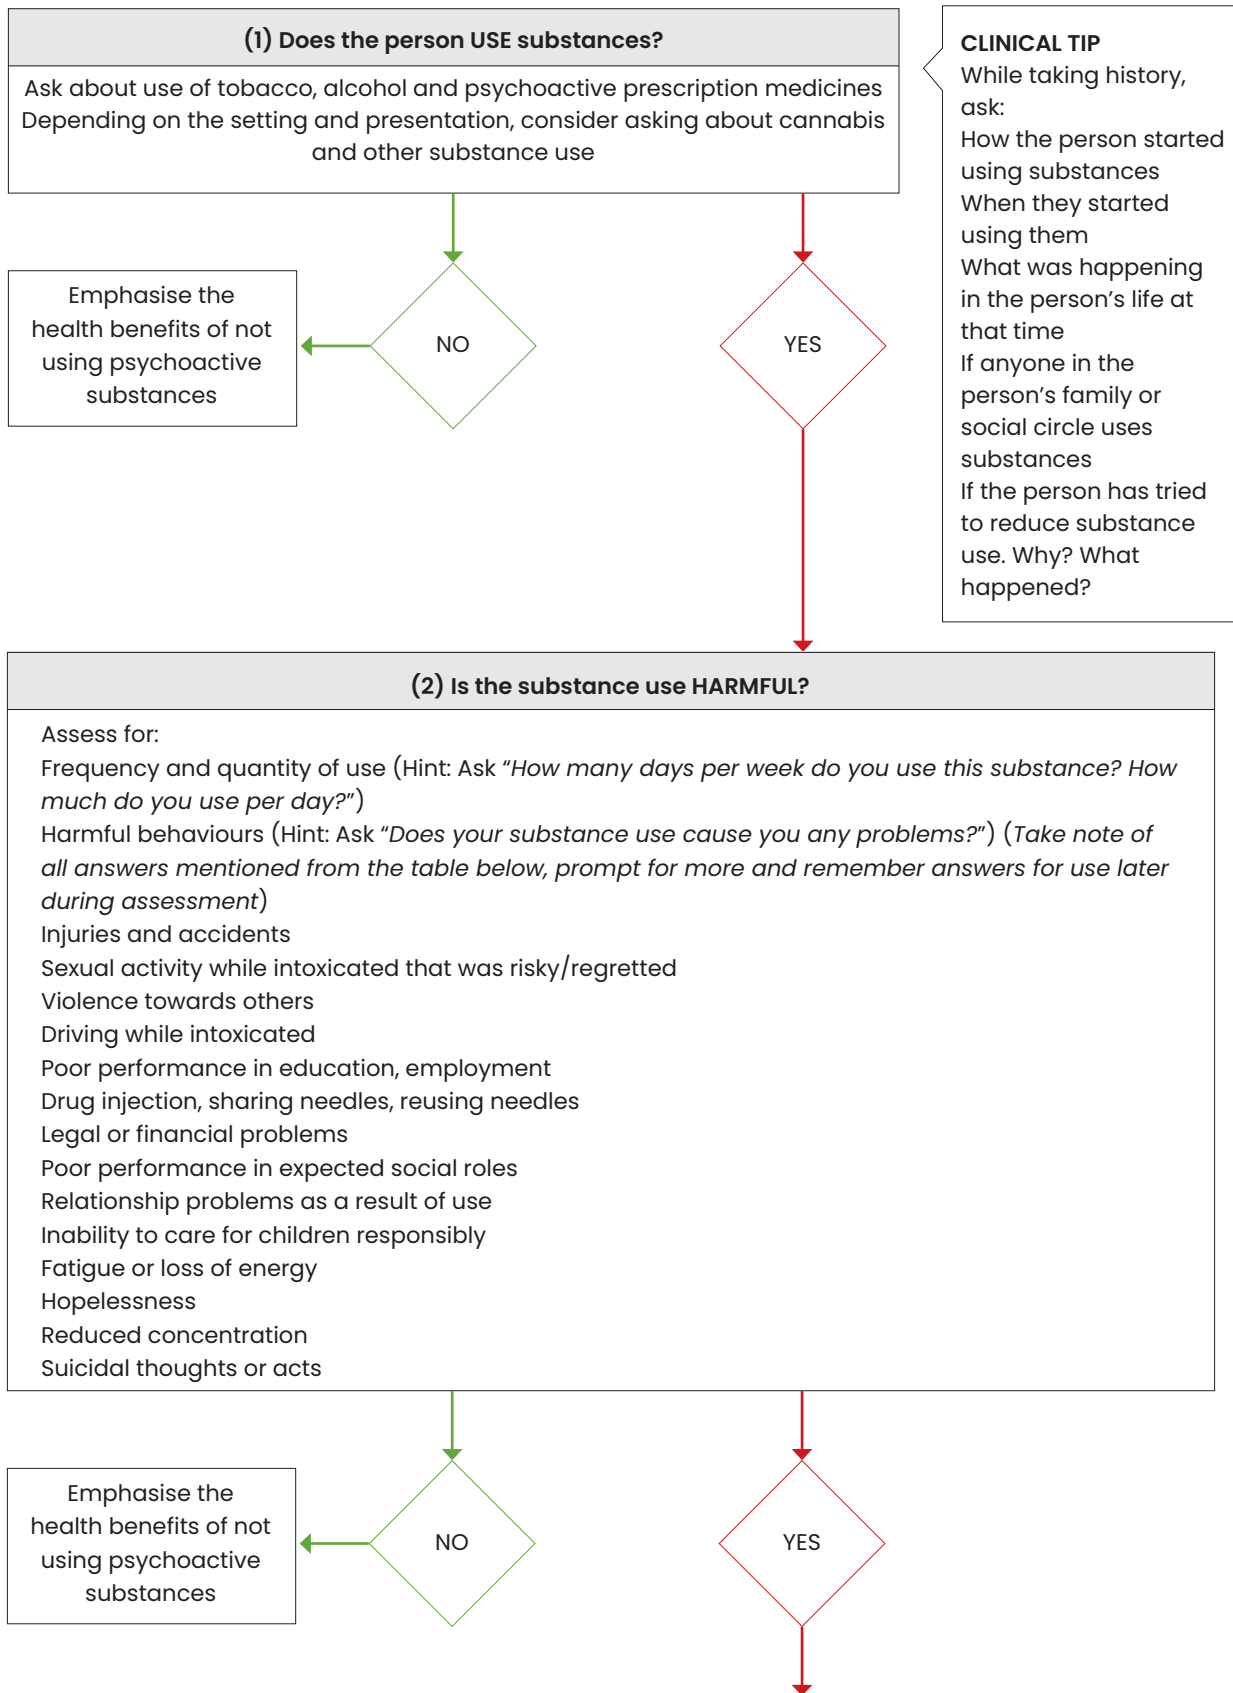 (1) Does the person USE substances?
Ask about use of tobacco, alcohol and psychoactive prescription medicines
Depending on the setting and presentation, consider asking about cannabis
and other substance use
CLINICAL TIP
While taking history,
ask:
How the person started
using substances
When they started
using them
What was happening
in the person’s life at
that time
If anyone in the
person’s family or
social circle uses
substances
If the person has tried
to reduce substance
use. Why? What
happened?
Emphasise the
health benefits of not
using psychoactive
substances
NO
YES
(2) Is the substance use HARMFUL?
Assess for:
Frequency and quantity of use (Hint: Ask “How many days per week do you use this substance? How
much do you use per day?”)
Harmful behaviours (Hint: Ask “Does your substance use cause you any problems?”) (Take note of
all answers mentioned from the table below, prompt for more and remember answers for use later
during assessment)
Injuries and accidents
Sexual activity while intoxicated that was risky/regretted
Violence towards others
Driving while intoxicated
Poor performance in education, employment
Drug injection, sharing needles, reusing needles
Legal or financial problems
Poor performance in expected social roles
Relationship problems as a result of use
Inability to care for children responsibly
Fatigue or loss of energy
Hopelessness
Reduced concentration
Suicidal thoughts or acts
Emphasise the
health benefits of not
using psychoactive
substances
NO
YES